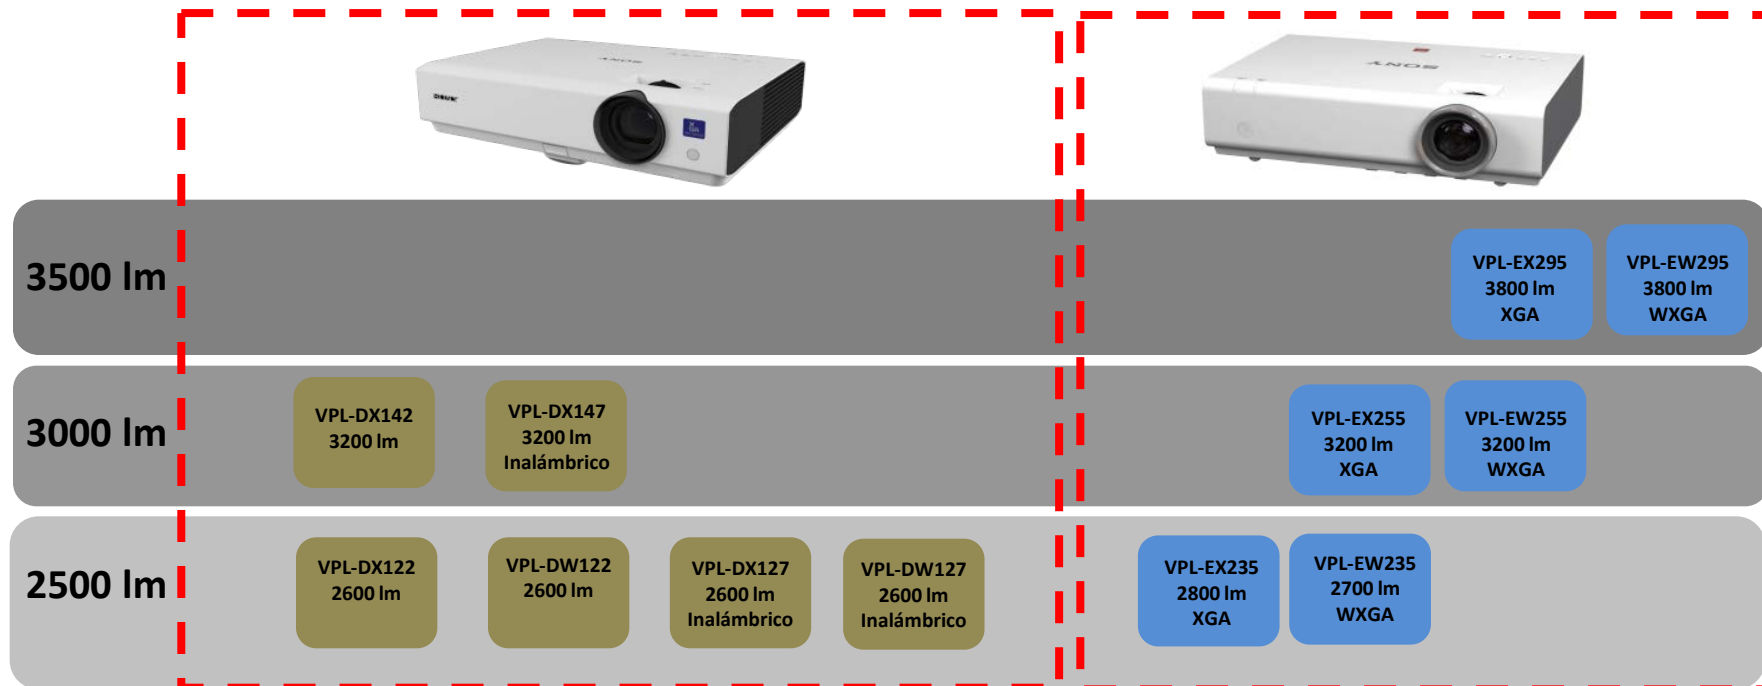 SONY
SONY
SONY
3500 lm
VPL-EX295
3800 lm
XGA
VPL-EW295
3800 lm
WXGA
3000 lm
VPL-DX142
3200 lm
VPL-DX147
3200 lm
Inalámbrico
VPL-EX255
3200 lm
XGA
VPL-EW255
3200 lm
WXGA
2500 lm
VPL-DX122
2600 lm
VPL-DW122
2600 lm
VPL-DX127
2600 lm
Inalámbrico
VPL-DW127
2600 lm
Inalámbrico
VPL-EX235
2800 lm
XGA
VPL-EW235
2700 lm
WXGA